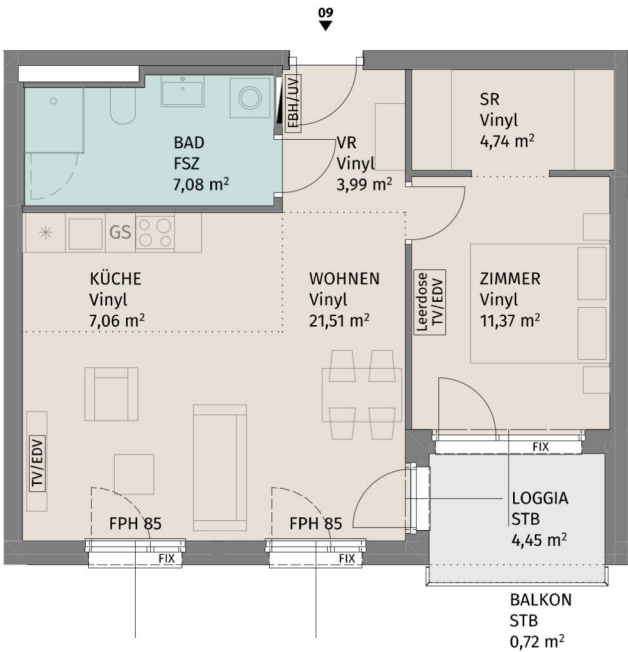 09
EBH/UV
BAD
FSZ
7,08 m²
VR
Vinyl
3,99 m²
SR
Vinyl
4,74 m²
GS
KÜCHE
Vinyl
7,06 m²
WOHNEN
Vinyl
21,51 m²
Leerdose
TV/EDV
ZIMMER
Vinyl
11,37 m²
TV/EDV
FPH 85
FIX
FPH 85
FIX
FIX
LOGGIA
STB
4,45 m²
BALKON
STB
0,72 m²